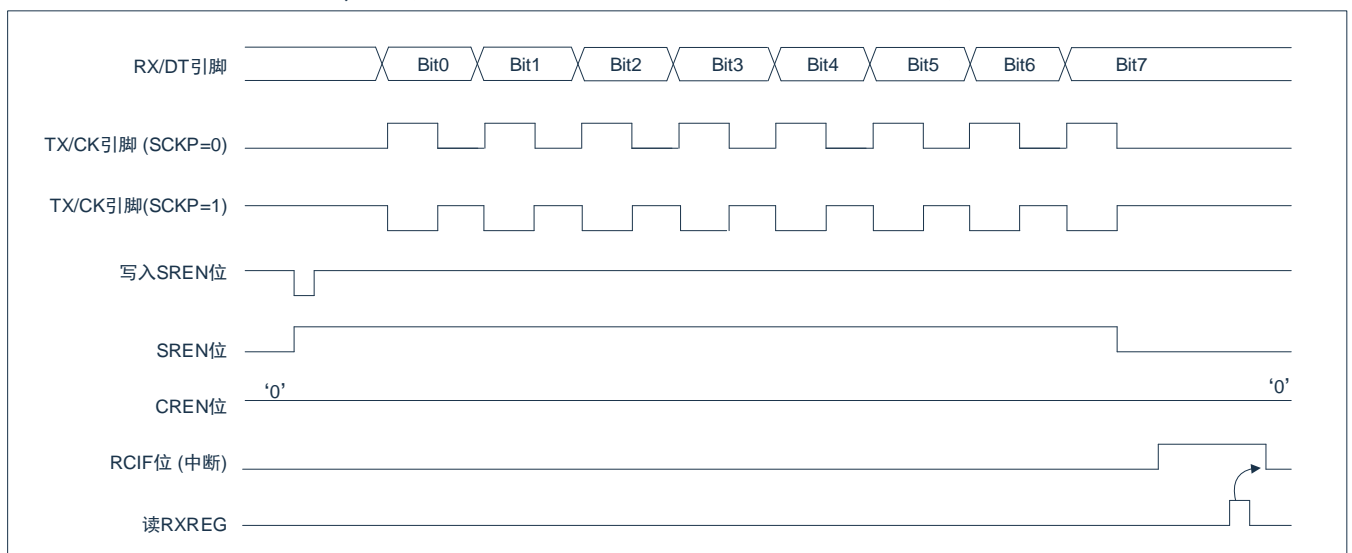 RX/DT引脚 Bit0 Bit1 Bit2 Bit3 Bit4 Bit5 Bit6 Bit7
TX/CK引脚 (SCKP=0)
TX/CK引脚(SCKP=1)
写入SREN位
SREN位
‘0’ ‘0’
CREN位
RCIF位 (中断)
读RXREG